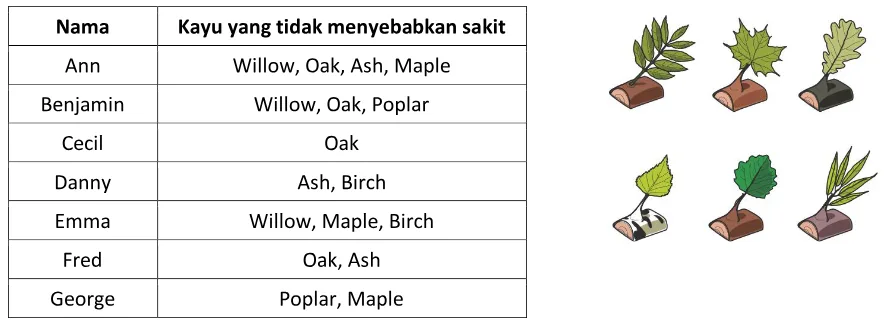 Nama Kayu yang tidak menyebabkan sakit
Ann Willow, Oak, Ash, Maple
Benjamin Willow, Oak, Poplar
Cecil Oak
Danny Ash, Birch
Emma Willow, Maple, Birch
Fred Oak, Ash
George Poplar, Maple